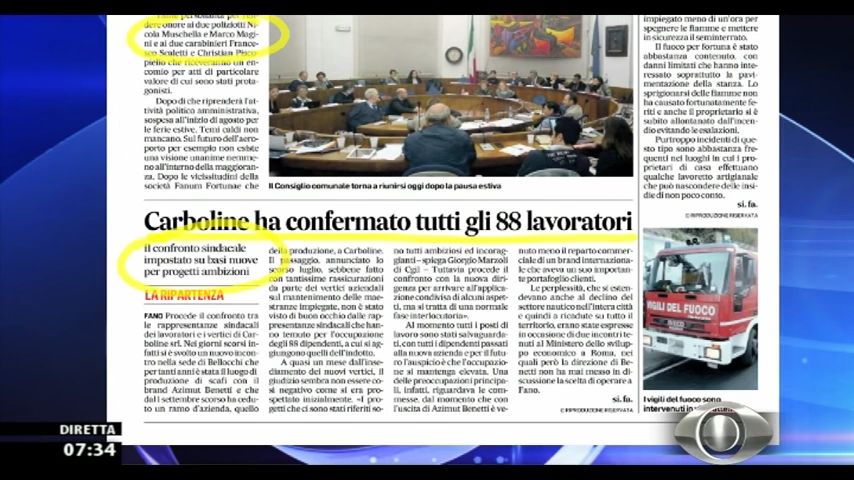 dere onore ai due poliziotti Ni-
cola Muschella e Marco Magi-
ni e ai due carabinieri France-
sco Scaletti e Christian Pisco-
piello che riceveranno un en-
comio per atti di particolare
valore di cui sono stati prota-
gonisti.
Dopo di che riprenderà l'at-
tività politico amministrativa,
sospesa all'inizio di agosto per
le ferie estive. Temi caldi non
mancano. Sul futuro dell'aero-
porto per esempio non esiste
una visione unanime nemme-
no all'interno della maggioran-
za. Dopo le vicissitudini della
società Fanum Fortunae che
Il Consiglio comunale torna a riunirsi oggi dopo la pausa estiva
impiegato meno di un'ora per
spegnere le fiamme e mettere
in sicurezza il seminterrato.
Il fuoco per fortuna è stato
abbastanza contenuto, con
danni limitati che hanno inte-
ressato soprattutto la pavi-
mentazione della stanza. Lo
sprigionarsi delle fiamme non
ha causato fortunatamente fe-
riti e anche il proprietario si è
subito allontanato dall'incen-
dio evitando le esalazioni.
Purtroppo incidenti di que-
sto tipo sono abbastanza fre-
quenti nei luoghi in cui i pro-
prietari di casa effettuano
qualche lavoretto artigianale
che può nascondere delle insi-
die di non poco conto.
si. fa.
© RIPRODUZIONE RISERVATA
Carboline ha confermato tutti gli 88 lavoratori
il confronto sindacale
impostato su basi nuove
per progetti ambizioni
LA RIPARTENZA
FANO Procede il confronto tra
le rappresentanze sindacali
dei lavoratori e i vertici di Car-
boline srl. Nei giorni scorsi in-
fatti si è svolto un nuovo incon-
tro nella sede di Bellocchi che
per tanti anni è stata il luogo di
produzione di scafi con il
brand Azimut Benetti e che
dal 1 settembre scorso ha cedu-
to un ramo d'azienda, quello
della produzione, a Carboline.
Il passaggio, annunciato lo
scorso luglio, sebbene fatto
con tantissime rassicurazioni
da parte dei vertici aziendali
sul mantenimento delle mae-
stranze impiegate, non è stato
visto di buon occhio dalle rap-
presentanze sindacali che han-
no temuto per l'occupazione
degli 88 dipendenti, a cui si ag-
giungono quelli dell'indotto.
A quasi un mese dall'inse-
diamento dei nuovi vertici, il
giudizio sembra non essere co-
sì negativo come si era pro-
spettato inizialmente. «I pro-
getti che ci sono stati riferiti so-
no tutti ambiziosi ed incorag-
gianti – spiega Giorgio Marzoli
di Cgil – Tuttavia procede il
confronto con la nuova diri-
genza per arrivare all'applica-
zione condivisa di alcuni aspet-
ti, ma si tratta di una normale
fase interlocutoria».
Al momento tutti i posti di
lavoro sono stati salvaguarda-
ti, con tutti i dipendenti passati
alla nuova azienda e per il futu-
ro l'auspicio è che l'occupazio-
ne si mantenga elevata. Una
delle preoccupazioni principa-
li, infatti, riguardava le com-
messe, dal momento che con
l'uscita di Azimut Benetti è ve-
nuto meno il reparto commer-
ciale di un brand internaziona-
le che aveva un suo importan-
te portafoglio clienti.
Le perplessità, che si esten-
devano anche al declino del
settore nautico nell'intera città
e quindi a ricadute su tutto il
territorio, erano state espresse
in occasione di due incontri te-
nuti al Ministero dello svilup-
po economico a Roma, nei
quali però la direzione di Be-
netti non ha mai messo in di-
scussione la scelta di operare a
Fano.
si. fa.
© RIPRODUZIONE RISERVATA
VIGILI DEL FUOCO
I vigili del fuoco sono
intervenuti in
DIRETTA
07:34